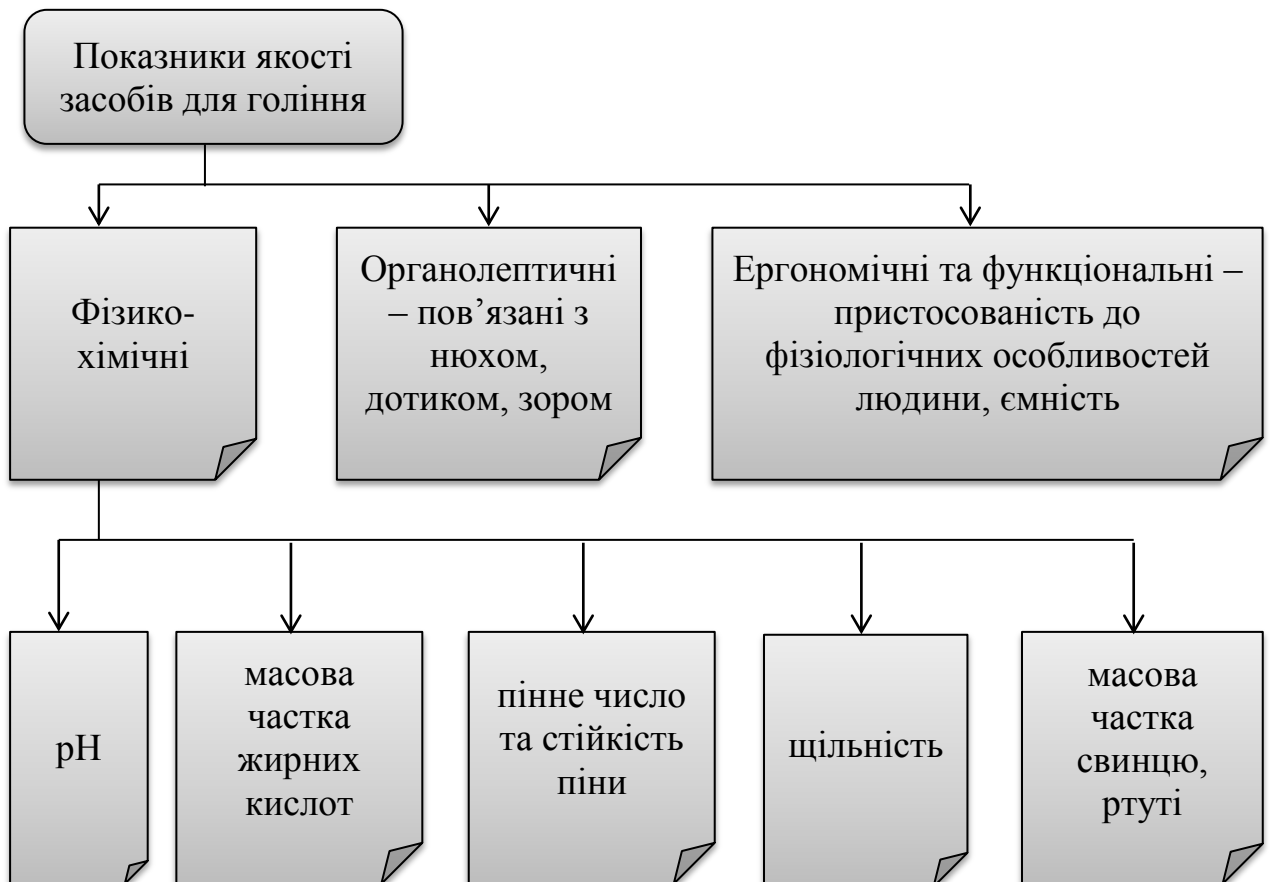 Показники якості
засобів для гоління
Фізико-
хімічні
Органолептичні
– пов’язані з
нюхом,
дотиком, зором
Ергономічні та функціональні –
пристосованість до
фізіологічних особливостей
людини, ємність
pH
масова
частка
жирних
кислот
пінне число
та стійкість
піни
щільність
масова
частка
свинцю,
ртуті